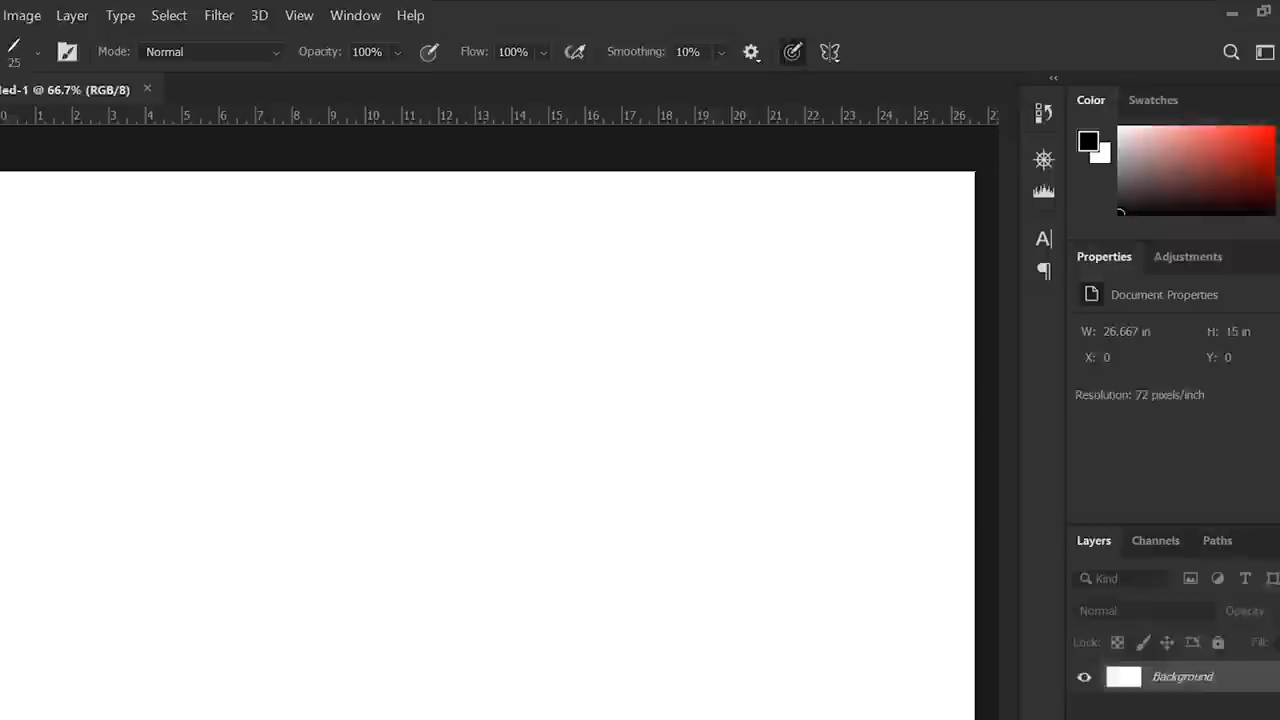 Image Layer Type Select Filter 3D View Window Help
25 Mode: Normal Opacity: 100% Flow: 100% Smoothing: 10%
led-1 @ 66.7% (RGB/8) ×
0 1 2 3 4 5 6 7 8 9 10 11 12 13 14 15 16 17 18 19 20 21 22 23 24 25 26 27
Color Swatches
Properties Adjustments
Document Properties
W: 26.667 in H: 15 in
X: 0 Y: 0
Resolution: 72 pixels/inch
Layers Channels Paths
Kind
Normal Opacity
Lock: Fill:
Background